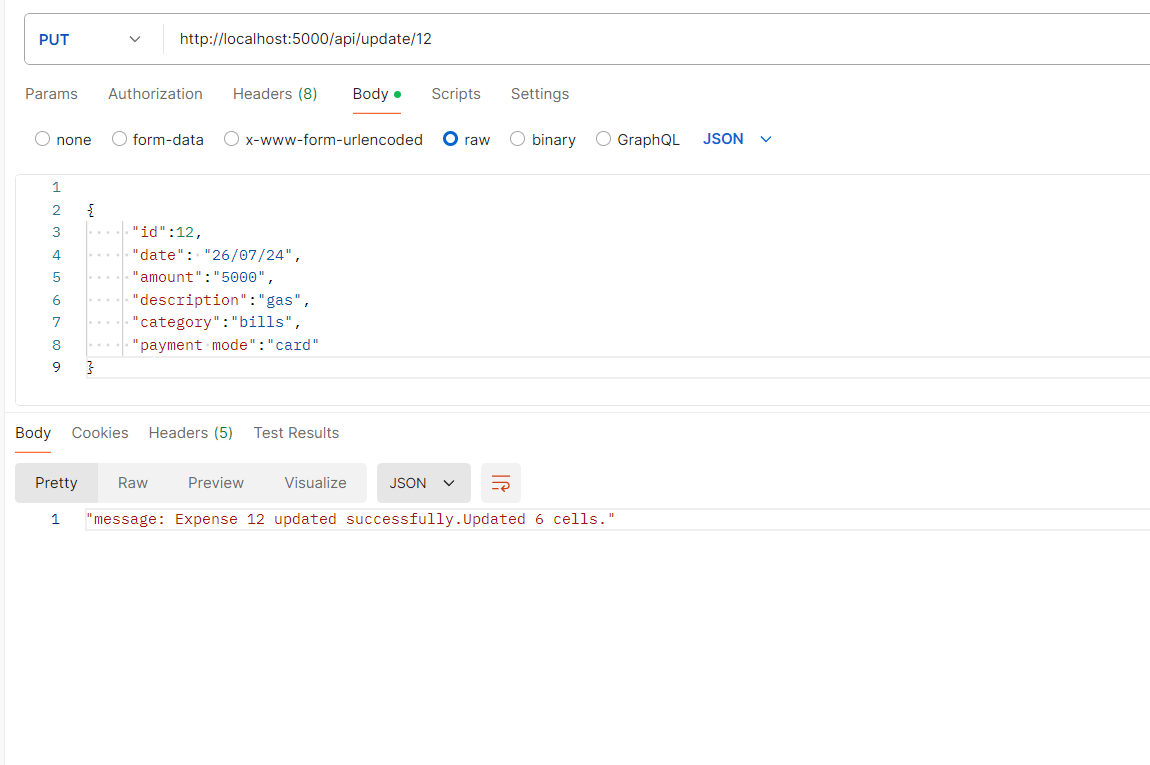 PUT http://localhost:5000/api/update/12
Params Authorization Headers (8) Body Scripts Settings
none form-data x-www-form-urlencoded raw binary GraphQL JSON
1
2 {
3 "id":12,
4 "date": "26/07/24",
5 "amount":"5000",
6 "description":"gas",
7 "category":"bills",
8 "payment mode":"card"
9 }
Body Cookies Headers (5) Test Results
Pretty Raw Preview Visualize JSON
1 "message: Expense 12 updated successfully.Updated 6 cells."